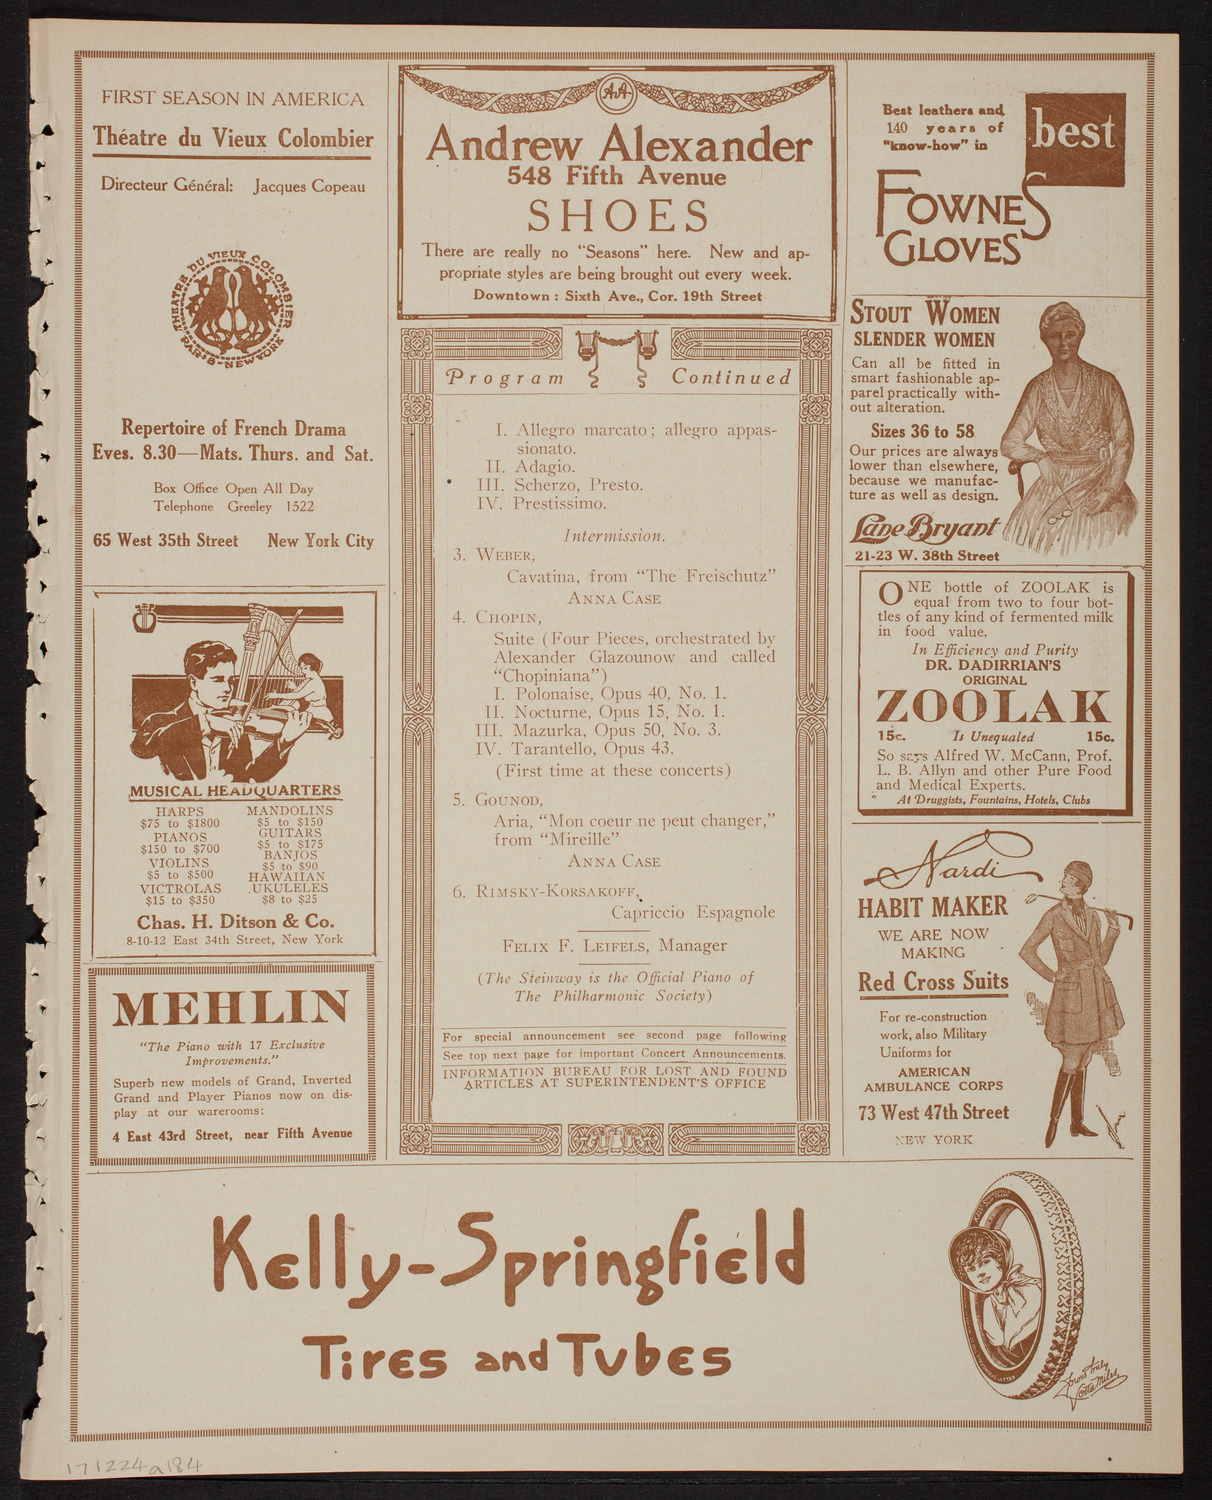 FIRST SEASON IN AMERICA
Théatre du Vieux Colombier
Directeur Général: Jacques Copeau
THEATRE DU VIEUX COLOMBIER
PARIS-NEW YORK
Repertoire of French Drama
Eves. 8.30—Mats. Thurs. and Sat.
Box Office Open All Day
Telephone Greeley 1522
65 West 35th Street New York City
MUSICAL HEADQUARTERS
HARPS
$75 to $1800
PIANOS
$150 to $700
VIOLINS
$5 to $500
VICTROLAS
$15 to $350
MANDOLINS
$5 to $150
GUITARS
$5 to $175
BANJOS
$5 to $90
HAWAIIAN
UKULELES
$8 to $25
Chas. H. Ditson & Co.
8-10-12 East 34th Street, New York
MEHLIN
"The Piano with 17 Exclusive
Improvements."
Superb new models of Grand, Inverted
Grand and Player Pianos now on dis-
play at our warerooms:
4 East 43rd Street, near Fifth Avenue
AA
Andrew Alexander
548 Fifth Avenue
SHOES
There are really no "Seasons" here. New and ap-
propriate styles are being brought out every week.
Downtown: Sixth Ave., Cor. 19th Street
Program Continued
I. Allegro marcato; allegro appas-
sionato.
II. Adagio.
III. Scherzo, Presto.
IV. Prestissimo.
Intermission.
3. WEBER,
Cavatina, from "The Freischutz"
ANNA CASE
4. CHOPIN,
Suite (Four Pieces, orchestrated by
Alexander Glazounow and called
"Chopiniana")
I. Polonaise, Opus 40, No. 1.
II. Nocturne, Opus 15, No. 1.
III. Mazurka, Opus 50, No. 3.
IV. Tarantello, Opus 43.
(First time at these concerts)
5. GOUNOD,
Aria, "Mon coeur ne peut changer,"
from "Mireille"
ANNA CASE
6. RIMSKY-KORSAKOFF,
Capriccio Espagnole
FELIX F. LEIFELS, Manager
(The Steinway is the Official Piano of
The Philharmonic Society)
For special announcement see second page following
See top next page for important Concert Announcements.
INFORMATION BUREAU FOR LOST AND FOUND
ARTICLES AT SUPERINTENDENT'S OFFICE
Best leathers and
140 years of
"know-how" in
best
FOWNES
GLOVES
STOUT WOMEN
SLENDER WOMEN
Can all be fitted in
smart fashionable ap-
parel practically with-
out alteration.
Sizes 36 to 58
Our prices are always
lower than elsewhere,
because we manufac-
ture as well as design.
Lane Bryant
21-23 W. 38th Street
ONE bottle of ZOOLAK is
equal from two to four bot-
tles of any kind of fermented milk
in food value.
In Efficiency and Purity
DR. DADIRRIAN'S
ORIGINAL
ZOOLAK
15c. Is Unequaled 15c.
So says Alfred W. McCann, Prof.
L. B. Allyn and other Pure Food
and Medical Experts.
At Druggists, Fountains, Hotels, Clubs
Nardi
HABIT MAKER
WE ARE NOW
MAKING
Red Cross Suits
For re-construction
work, also Military
Uniforms for
AMERICAN
AMBULANCE CORPS
73 West 47th Street
NEW YORK
Kelly-Springfield
Tires and Tubes
Yours truly
Lotta Miles
171224a184